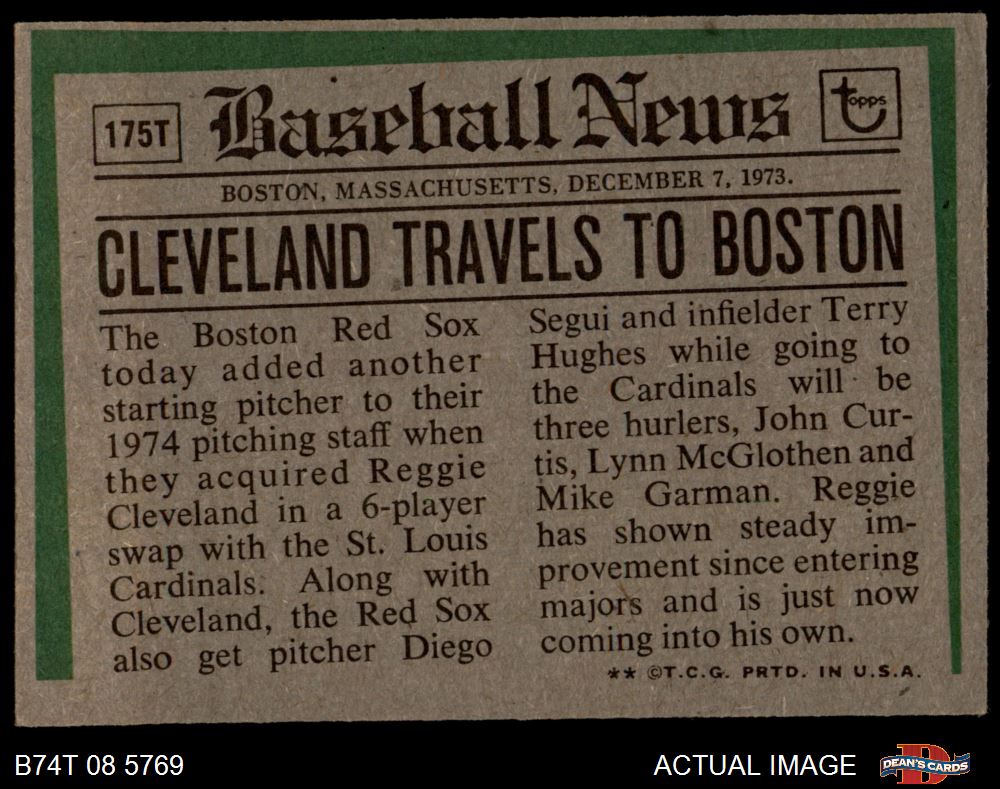 175T
Baseball News
topps
BOSTON, MASSACHUSETTS, DECEMBER 7, 1973.
CLEVELAND TRAVELS TO BOSTON
The Boston Red Sox
today added another
starting pitcher to their
1974 pitching staff when
they acquired Reggie
Cleveland in a 6-player
swap with the St. Louis
Cardinals. Along with
Cleveland, the Red Sox
also get pitcher Diego
Segui and infielder Terry
Hughes while going to
the Cardinals will be
three hurlers, John Cur-
tis, Lynn McGlothen and
Mike Garman. Reggie
has shown steady im-
provement since entering
majors and is just now
coming into his own.
** ©T.C.G. PRTD. IN U.S.A.
B74T 08 5769
ACTUAL IMAGE
DEAN'S CARDS